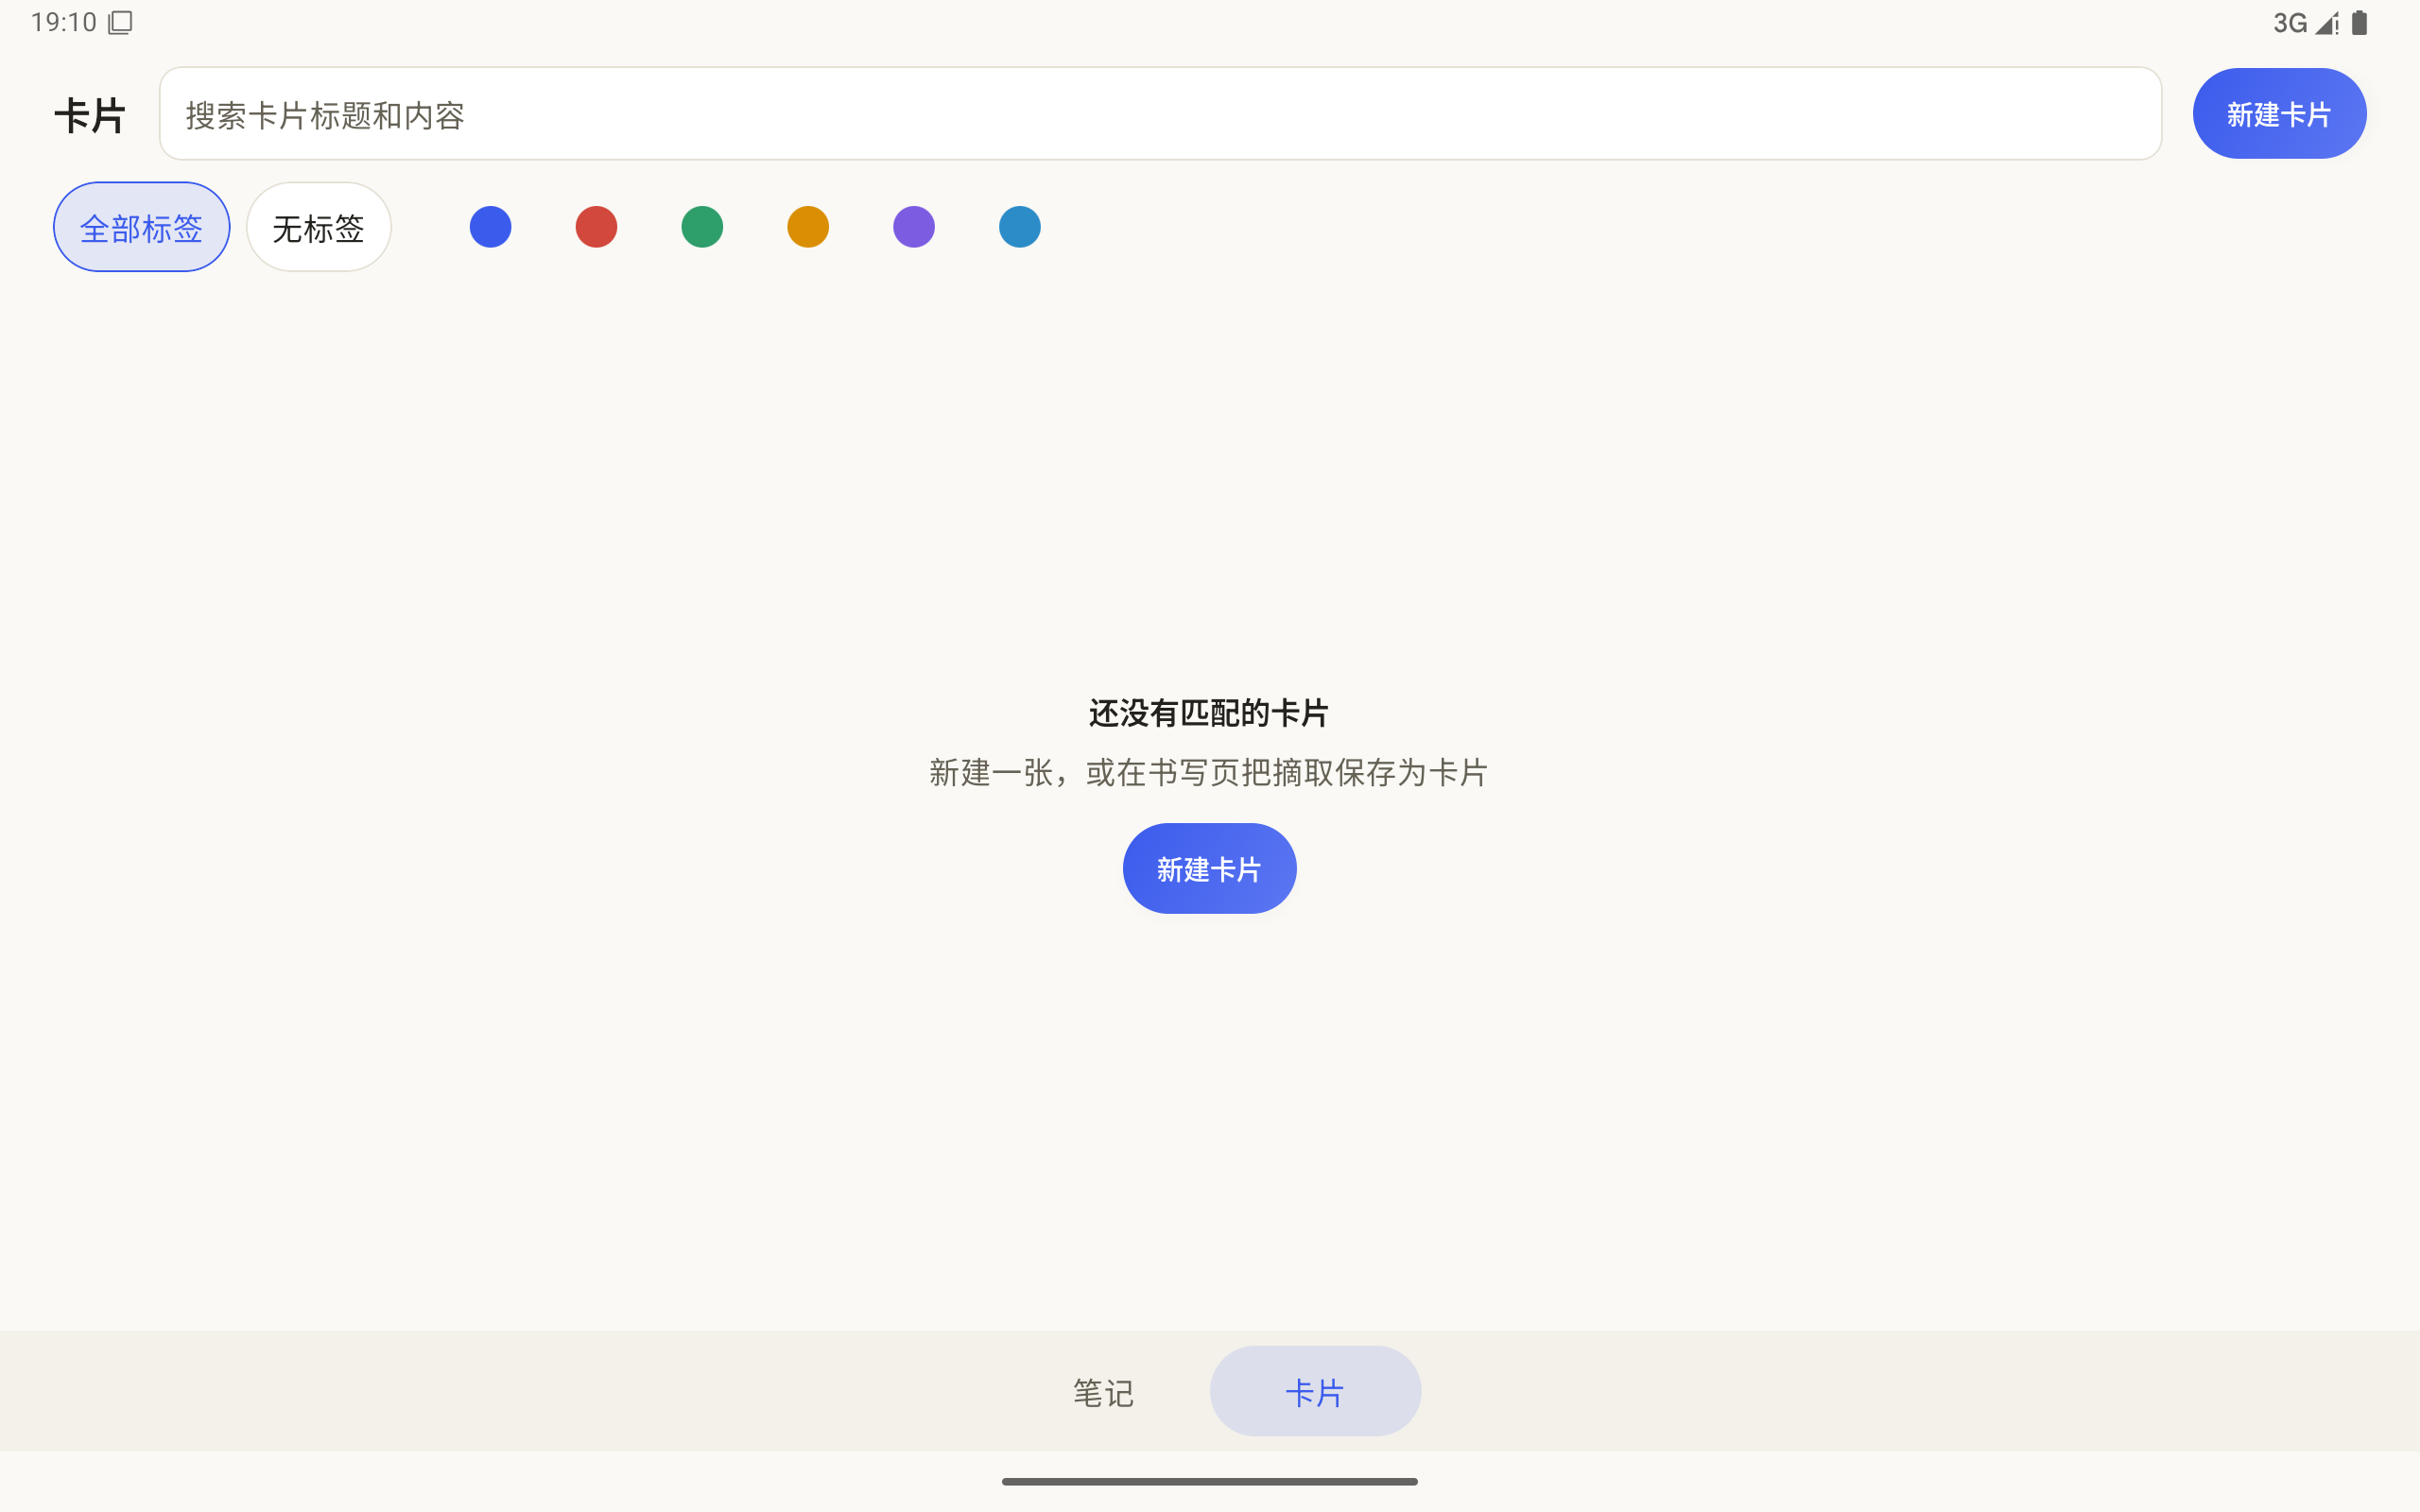 19:10 3G
卡片 搜索卡片标题和内容 新建卡片
全部标签 无标签
还没有匹配的卡片
新建一张，或在书写页把摘取保存为卡片
新建卡片
笔记 卡片